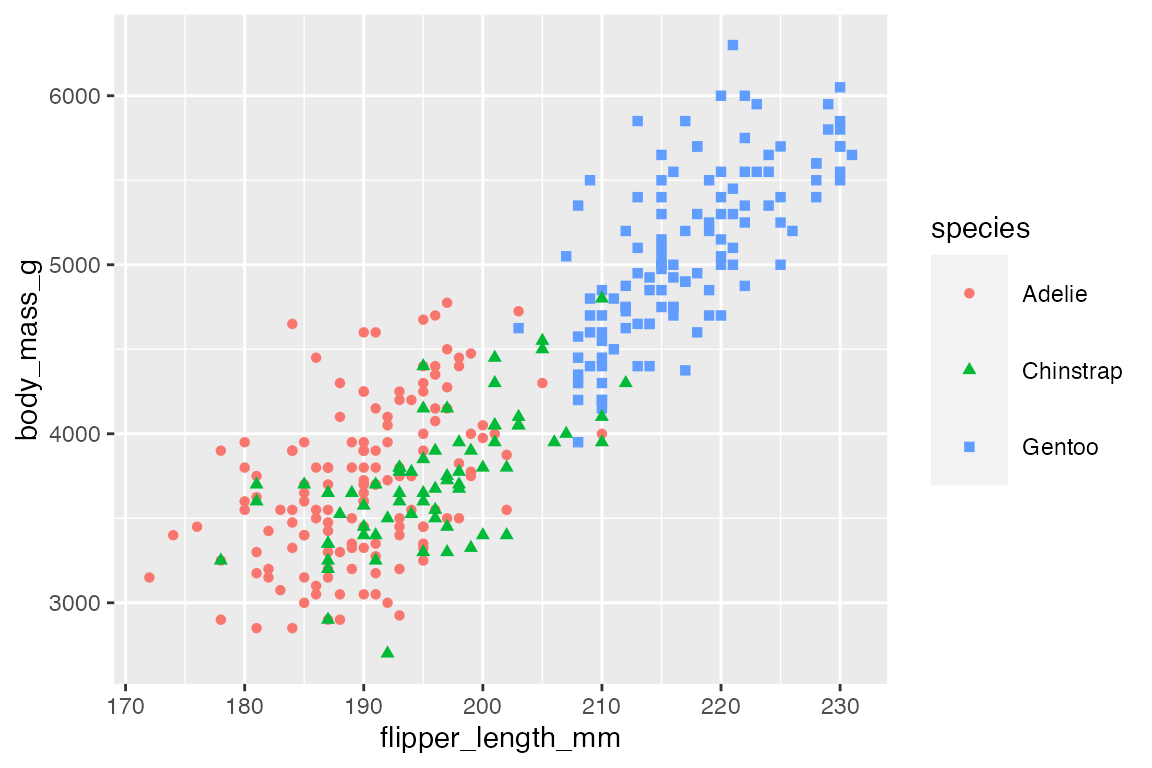 6000
5000
4000
3000
body_mass_g
170 180 190 200 210 220 230
flipper_length_mm
species
Adelie
Chinstrap
Gentoo